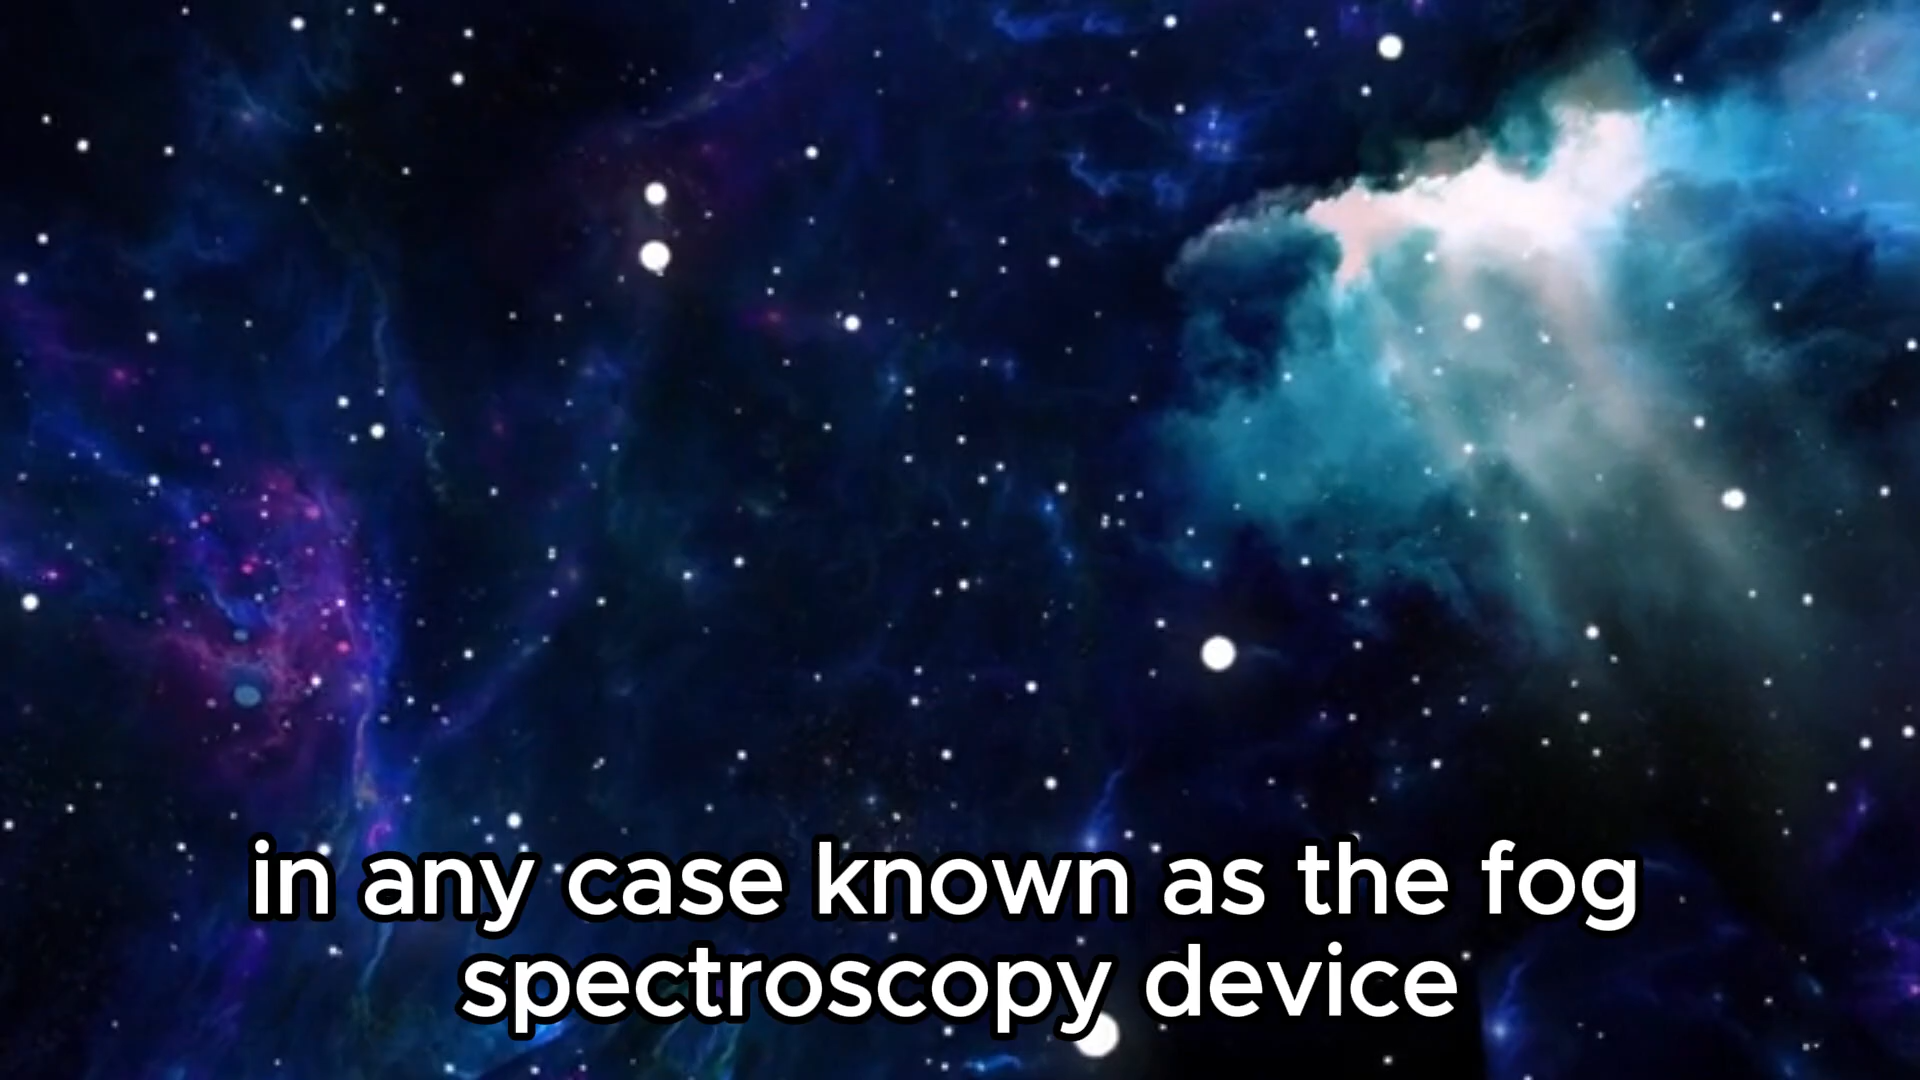 in any case known as the fog
spectroscopy device